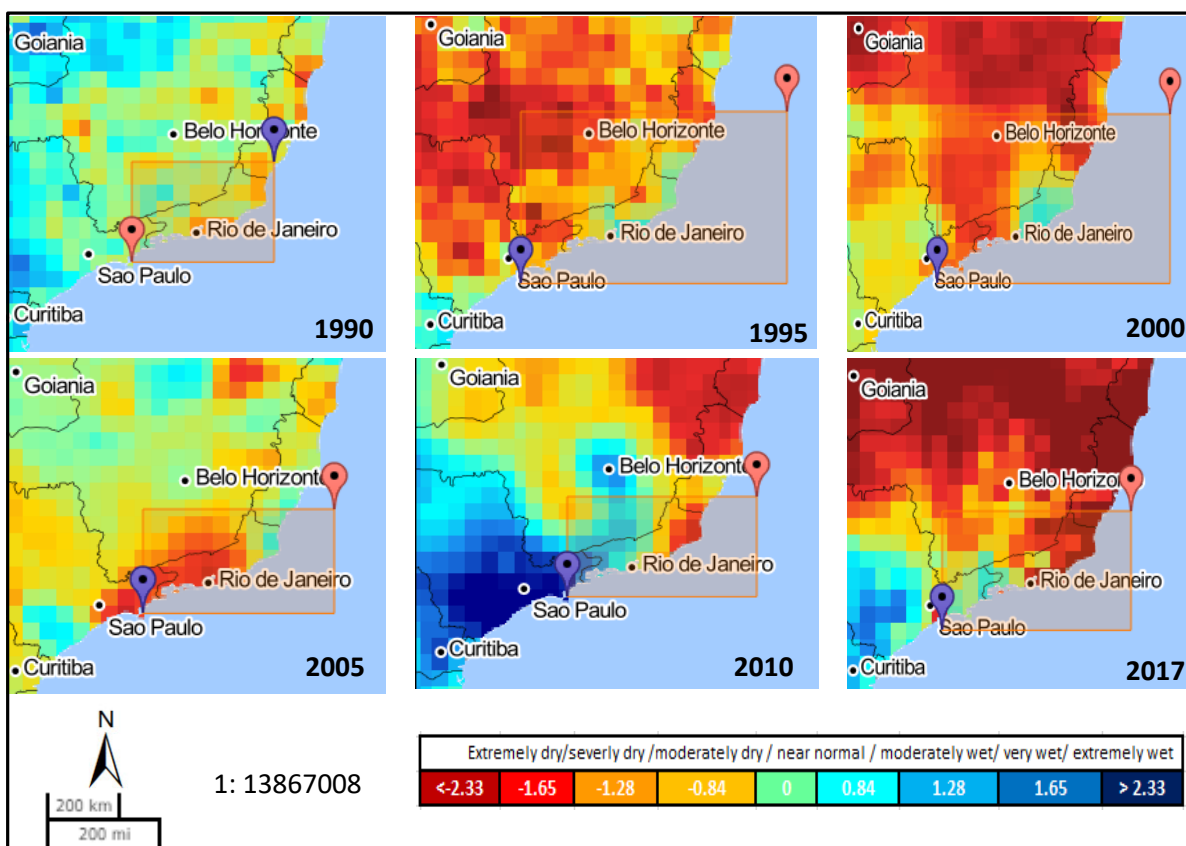 Goiania
Belo Horizonte
Rio de Janeiro
Sao Paulo
Curitiba
1990
Goiania
Belo Horizonte
Rio de Janeiro
Sao Paulo
Curitiba
1995
Goiania
Belo Horizonte
Rio de Janeiro
Sao Paulo
Curitiba
2000
Goiania
Belo Horizonte
Rio de Janeiro
Sao Paulo
Curitiba
2005
Goiania
Belo Horizonte
Rio de Janeiro
Sao Paulo
Curitiba
2010
Goiania
Belo Horizonte
Rio de Janeiro
Sao Paulo
Curitiba
2017
N
200 km
200 mi
1: 13867008
Extremely dry/severly dry /moderately dry / near normal / moderately wet/ very wet/ extremely wet
<-2.33 -1.65 -1.28 -0.84 0 0.84 1.28 1.65 > 2.33